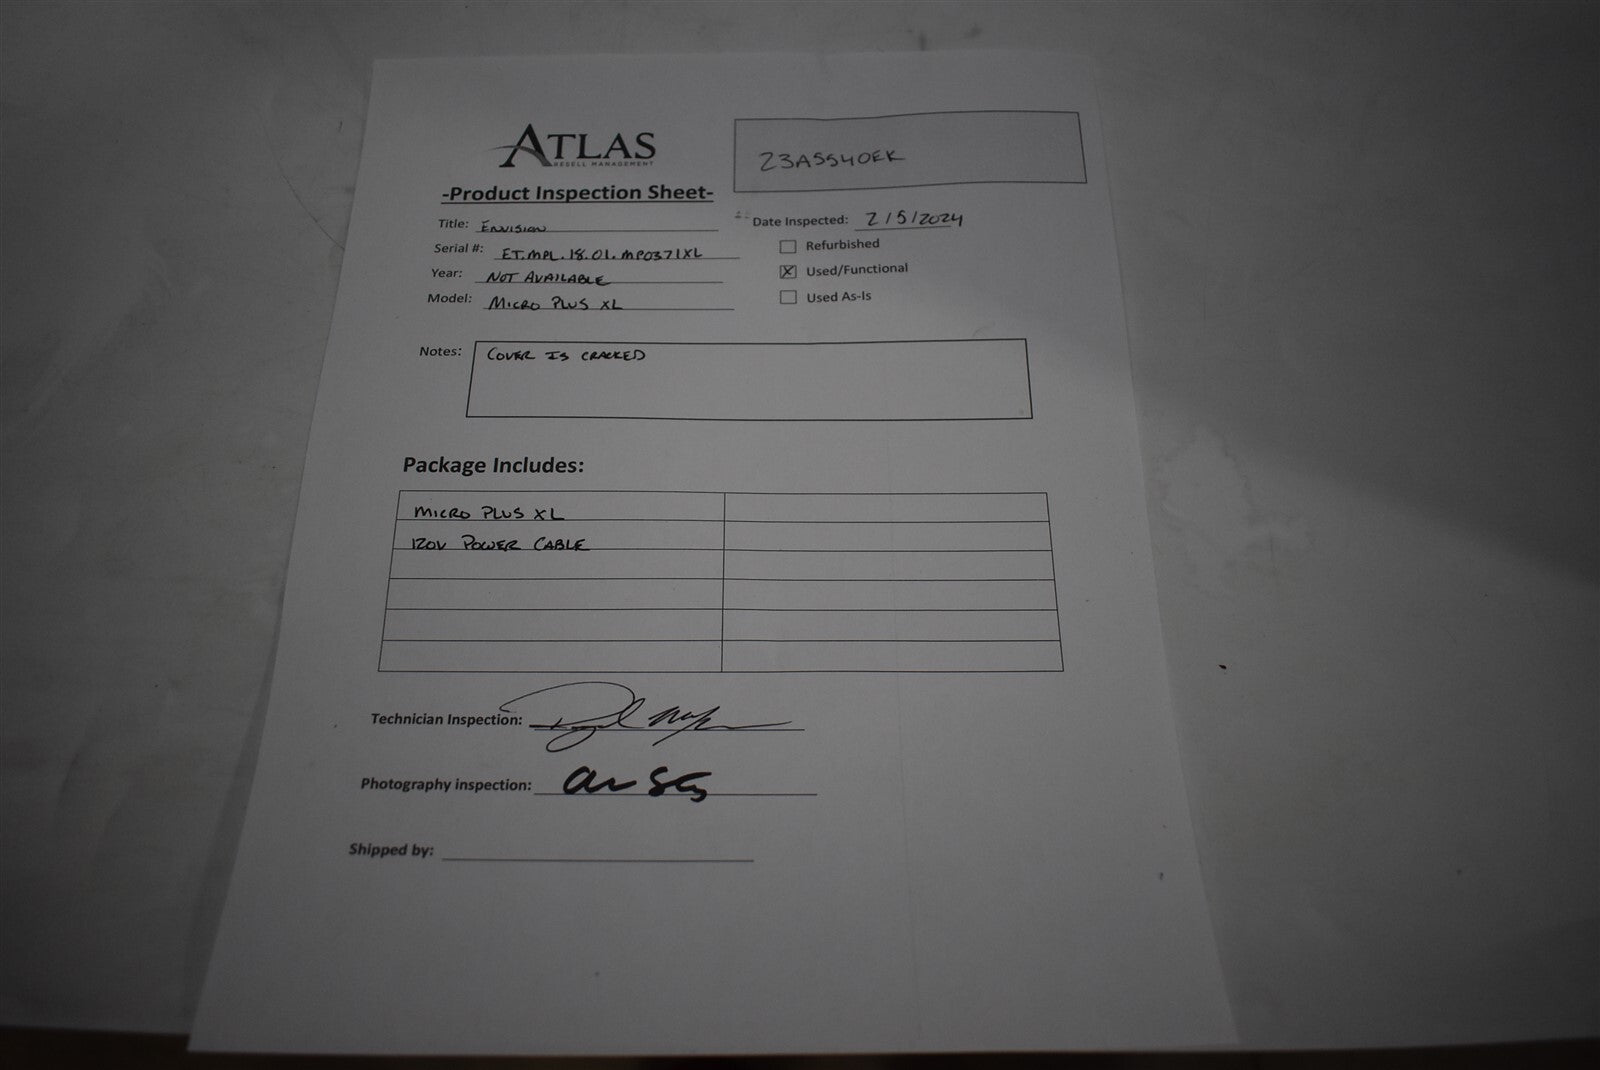 ATLAS
RESELL MANAGEMENT
23ASS40EK
-Product Inspection Sheet-
Title: ENVISION
Date Inspected: 2/5/2024
Serial #: ET.MPL.18.01.MP0371XL
Refurbished
Year: NOT AVAILABLE
Used/Functional
Model: MICRO PLUS XL
Used As-Is
Notes: COVER IS CRACKED
Package Includes:
MICRO PLUS XL
120V POWER CABLE
Technician Inspection:
Photography inspection:
Shipped by: